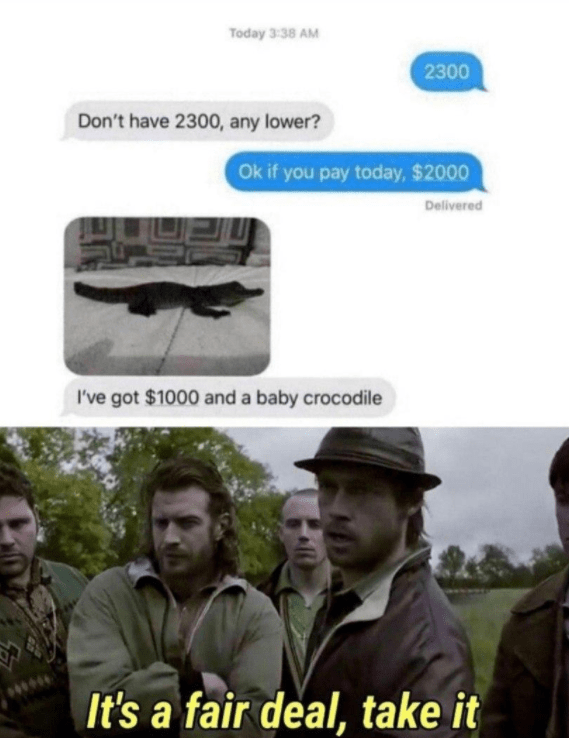 Today 3:38 AM
2300
Don't have 2300, any lower?
Ok if you pay today, $2000
Delivered
I've got $1000 and a baby crocodile
It's a fair deal, take it